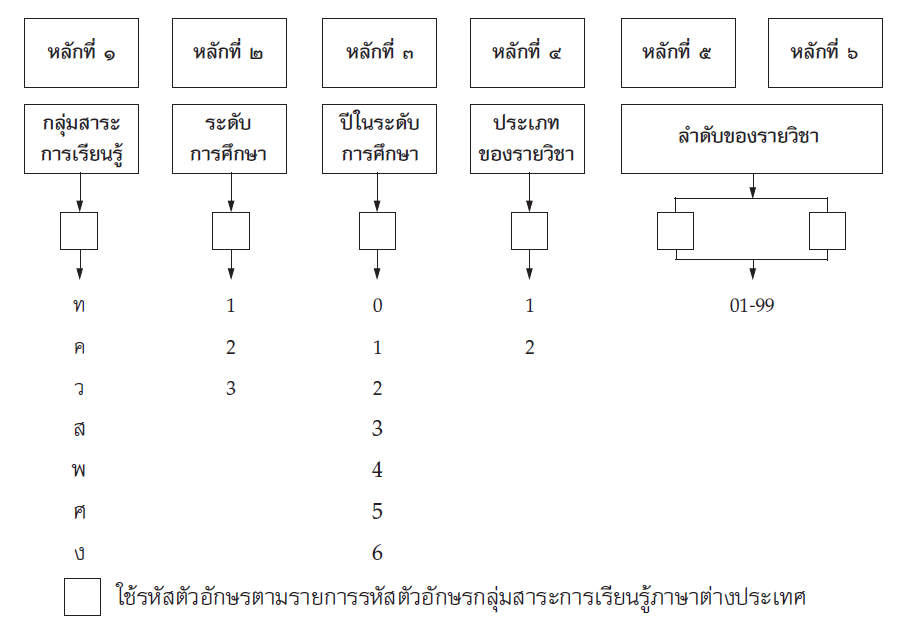 หลักที่ ๑ หลักที่ ๒ หลักที่ ๓ หลักที่ ๔ หลักที่ ๕ หลักที่ ๖
กลุ่มสาระ
การเรียนรู้
ระดับ
การศึกษา
ปีในระดับ
การศึกษา
ประเภท
ของรายวิชา
ลำดับของรายวิชา
ท 1 0 1 01-99
ค 2 1 2
ว 3 2
ส 3
พ 4
ศ 5
ง 6
ใช้รหัสตัวอักษรตามรายการรหัสตัวอักษรกลุ่มสาระการเรียนรู้ภาษาต่างประเทศ